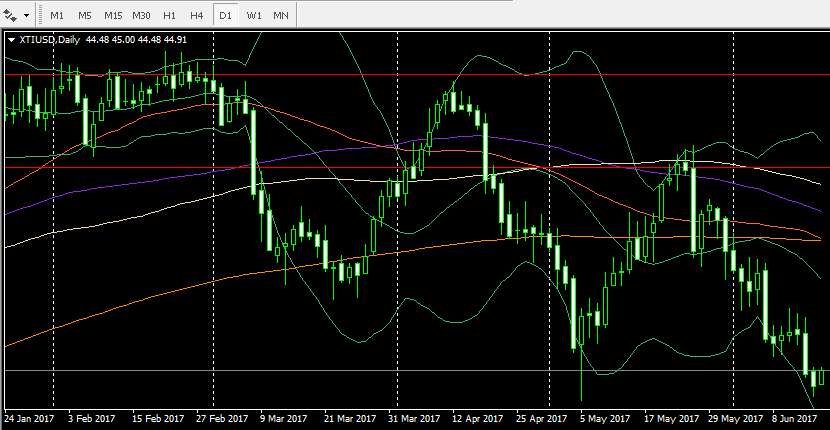 M1 M5 M15 M30 H1 H4 D1 W1 MN
XTIUSD,Daily 44.48 45.00 44.48 44.91
24 Jan 2017 3 Feb 2017 15 Feb 2017 27 Feb 2017 9 Mar 2017 21 Mar 2017 31 Mar 2017 12 Apr 2017 25 Apr 2017 5 May 2017 17 May 2017 29 May 2017 8 Jun 2017